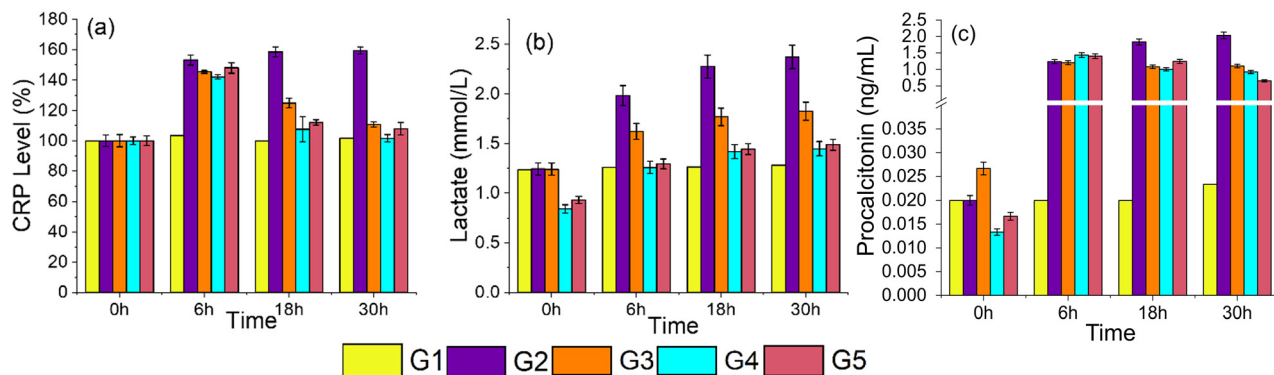 (a)
CRP Level (%)
180
160
140
120
100
80
60
40
20
0
0h 6h 18h 30h
Time
(b)
Lactate (mmol/L)
2.5
2.0
1.5
1.0
0.5
0.0
0h 6h 18h 30h
Time
(c)
Procalcitonin (ng/mL)
2.5
2.0
1.5
1.0
0.5
0.035
0.030
0.025
0.020
0.015
0.010
0.005
0.000
0h 6h 18h 30h
Time
G1 G2 G3 G4 G5